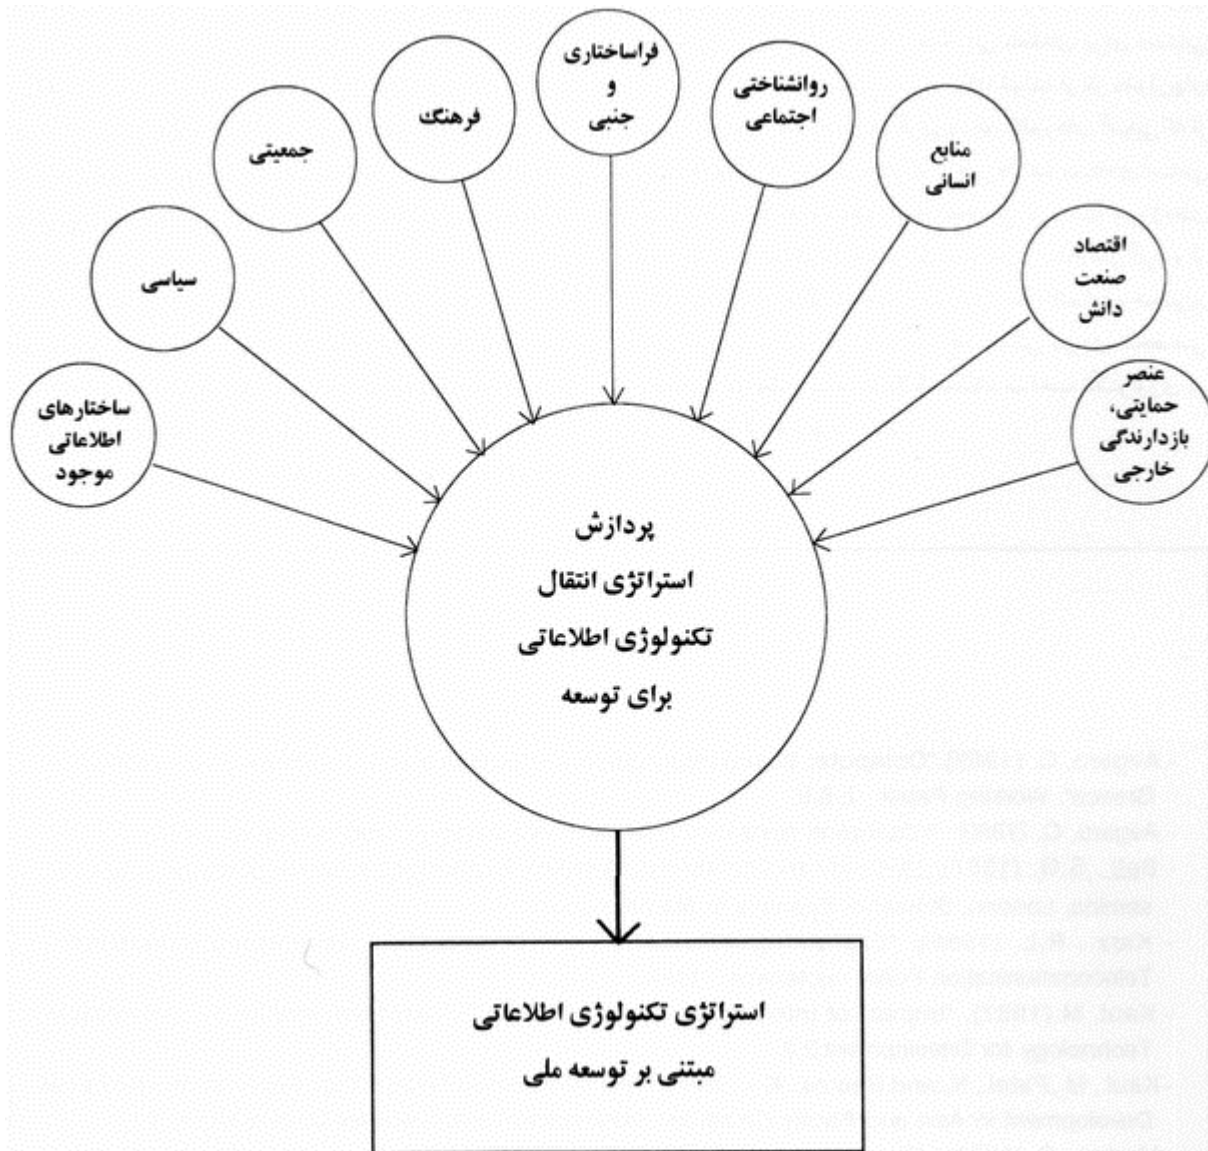 فراساختاری
و
جنبی
روانشناختی
اجتماعی
منابع
انسانی
اقتصاد
صنعت
دانش
عنصر
حمایتی،
بازدارندگی
خارجی
فرهنگ
جمعیتی
سیاسی
ساختارهای
اطلاعاتی
موجود
پردازش
استراتژی انتقال
تکنولوژی اطلاعاتی
برای توسعه
استراتژی تکنولوژی اطلاعاتی
مبتنی بر توسعه ملی